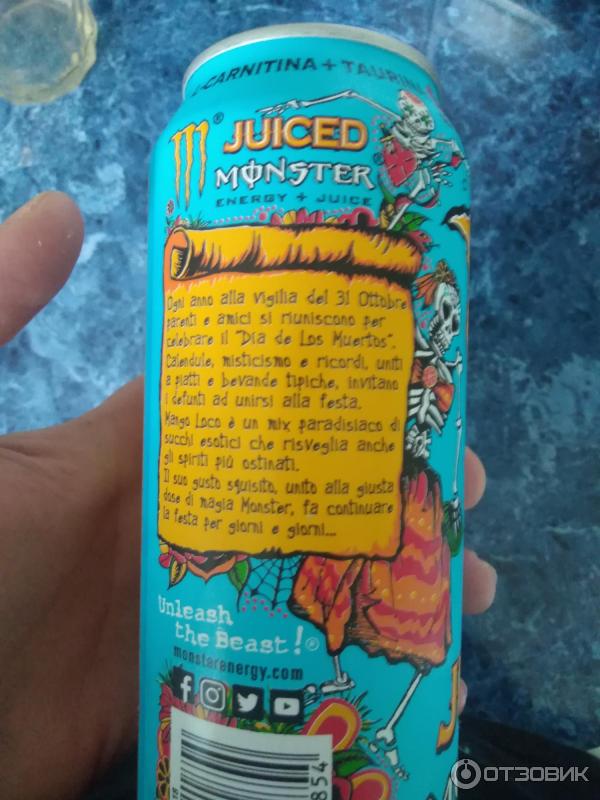 L-CARNITINA + TAURINA
JUICED
MONSTER
ENERGY + JUICE
Ogni anno alla vigilia del 31 Ottobre
parenti e amici si riuniscono per
celebrare il "Dia de Los Muertos".
Calendule, misticismo e ricordi, uniti
a piatti e bevande tipiche, invitano
i defunti ad unirsi alla festa.
Mango Loco è un mix paradisiaco di
succhi esotici che risveglia anche
gli spiriti più ostinati.
Il suo gusto squisito, unito alla giusta
dose di magia Monster, fa continuare
la festa per giorni e giorni...
Unleash
the Beast!®
monsterenergy.com
854
ОТЗОВИК